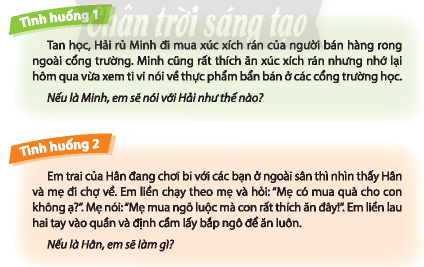 Chân trời sáng tạo
Tình huống 1
Tan học, Hải rủ Minh đi mua xúc xích rán của người bán hàng rong
ngoài cổng trường. Minh cũng rất thích ăn xúc xích rán nhưng nhớ lại
hôm qua vừa xem ti vi nói về thực phẩm bẩn bán ở các cổng trường học.
Nếu là Minh, em sẽ nói với Hải như thế nào?
Tình huống 2
Em trai của Hân đang chơi bi với các bạn ở ngoài sân thì nhìn thấy Hân
và mẹ đi chợ về. Em liền chạy theo mẹ và hỏi: “Mẹ có mua quà cho con
không ạ?”. Mẹ nói: “Mẹ mua ngô luộc mà con rất thích ăn đây!”. Em liền lau
hai tay vào quần và định cầm lấy bắp ngô để ăn luôn.
Nếu là Hân, em sẽ làm gì?